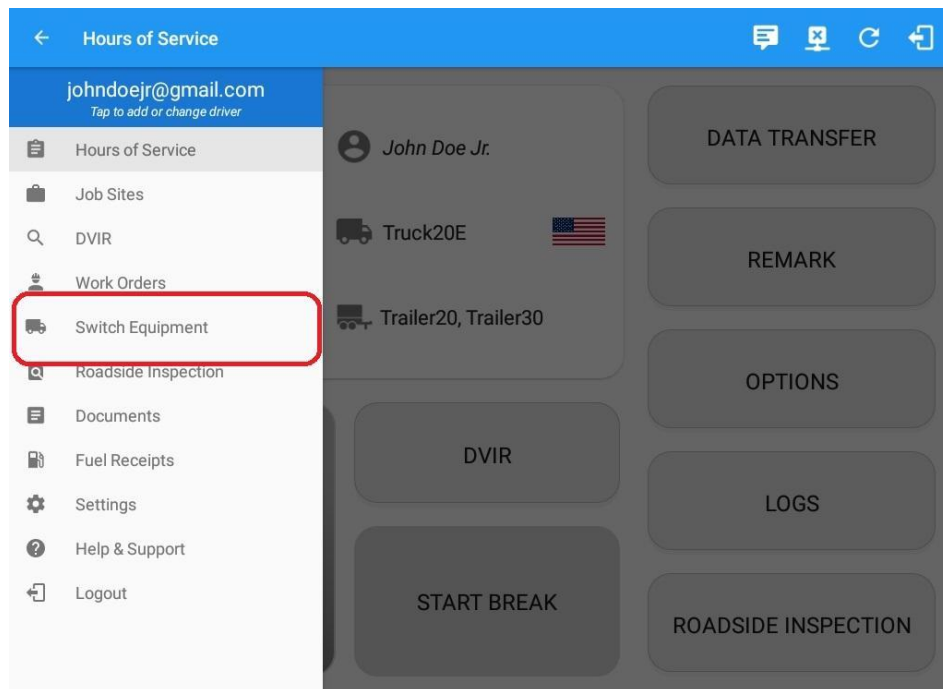 Hours of Service
johndoejr@gmail.com
Tap to add or change driver
Hours of Service
Job Sites
DVIR
Work Orders
Switch Equipment
Roadside Inspection
Documents
Fuel Receipts
Settings
Help & Support
Logout
John Doe Jr.
Truck20E
Trailer20, Trailer30
DVIR
START BREAK
DATA TRANSFER
REMARK
OPTIONS
LOGS
ROADSIDE INSPECTION